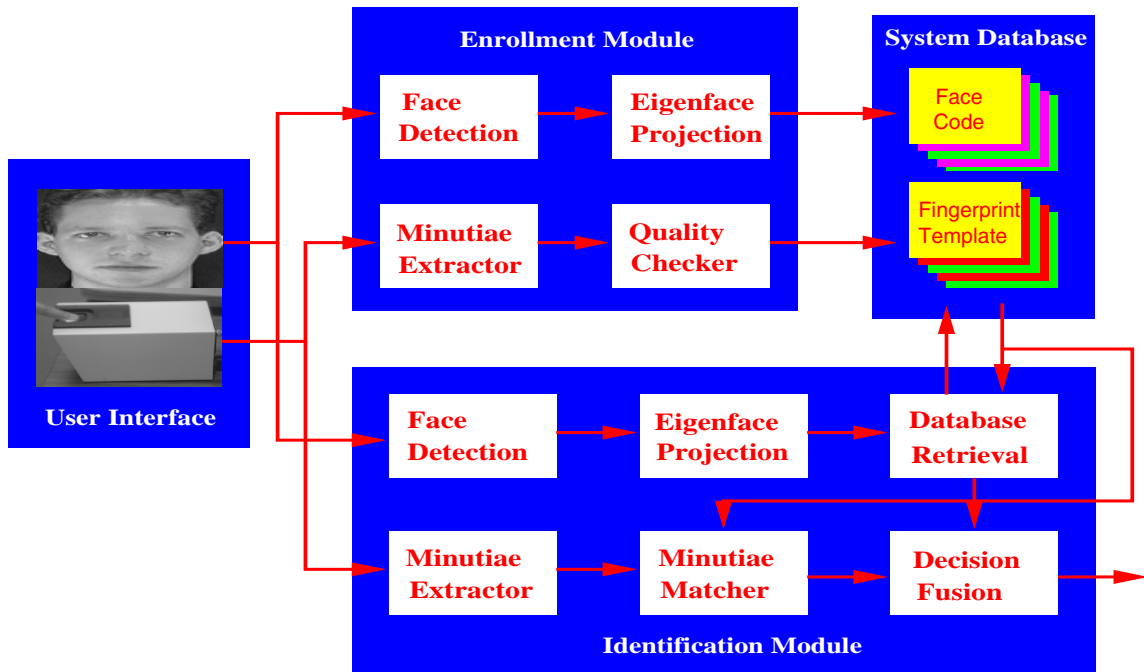 Enrollment Module
Face
Detection
Eigenface
Projection
Minutiae
Extractor
Quality
Checker
System Database
Face
Code
Fingerprint
Template
User Interface
Face
Detection
Eigenface
Projection
Database
Retrieval
Minutiae
Extractor
Minutiae
Matcher
Decision
Fusion
Identification Module